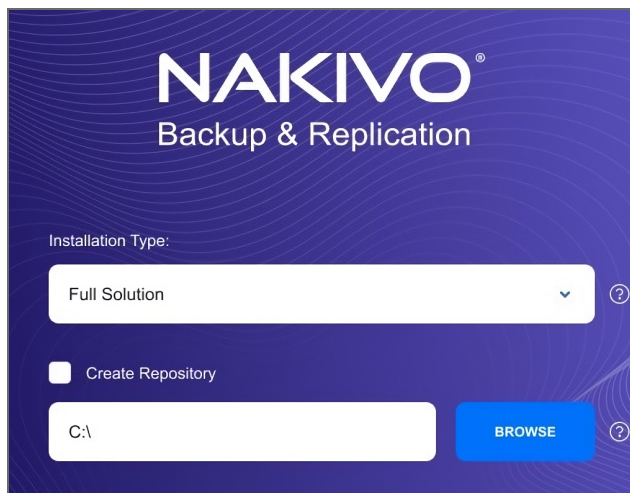 NAKIVO®
Backup & Replication
Installation Type:
Full Solution
?
Create Repository
C:\
BROWSE
?